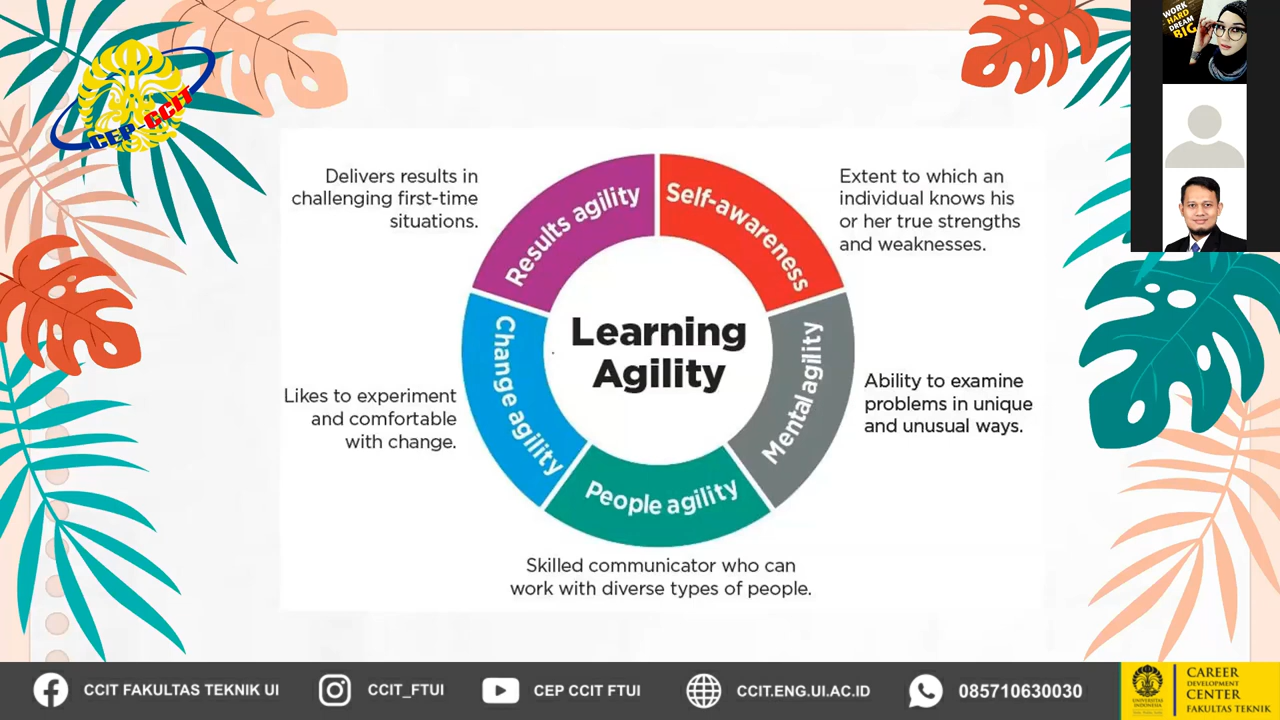 CEP-CCIT
WORK
HARD
DREAM
BIG
Delivers results in
challenging first-time
situations.
Results agility
Self-awareness
Extent to which an
individual knows his
or her true strengths
and weaknesses.
Learning
Agility
Change agility
Likes to experiment
and comfortable
with change.
Mental agility
Ability to examine
problems in unique
and unusual ways.
People agility
Skilled communicator who can
work with diverse types of people.
CCIT FAKULTAS TEKNIK UI
CCIT_FTUI
CEP CCIT FTUI
CCIT.ENG.UI.AC.ID
085710630030
UNIVERSITAS
INDONESIA
CAREER
DEVELOPMENT
CENTER
FAKULTAS TEKNIK